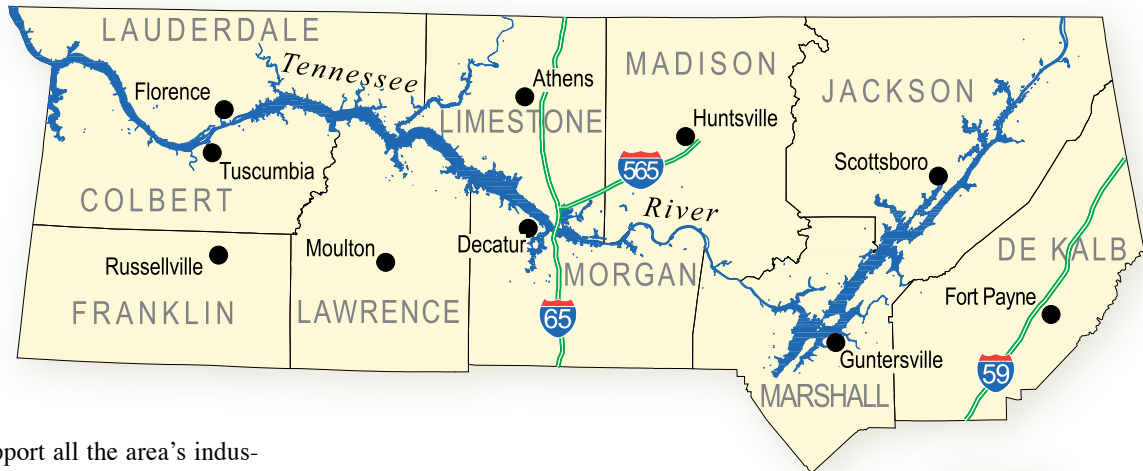 LAUDERDALE
Tennessee
Florence
Athens
MADISON
JACKSON
LIMESTONE
Huntsville
Tuscumbia
565
Scottsboro
COLBERT
River
Moulton
Decatur
DE KALB
Russellville
MORGAN
Fort Payne
FRANKLIN
LAWRENCE
65
Guntersville
59
MARSHALL
pport all the area's indus-